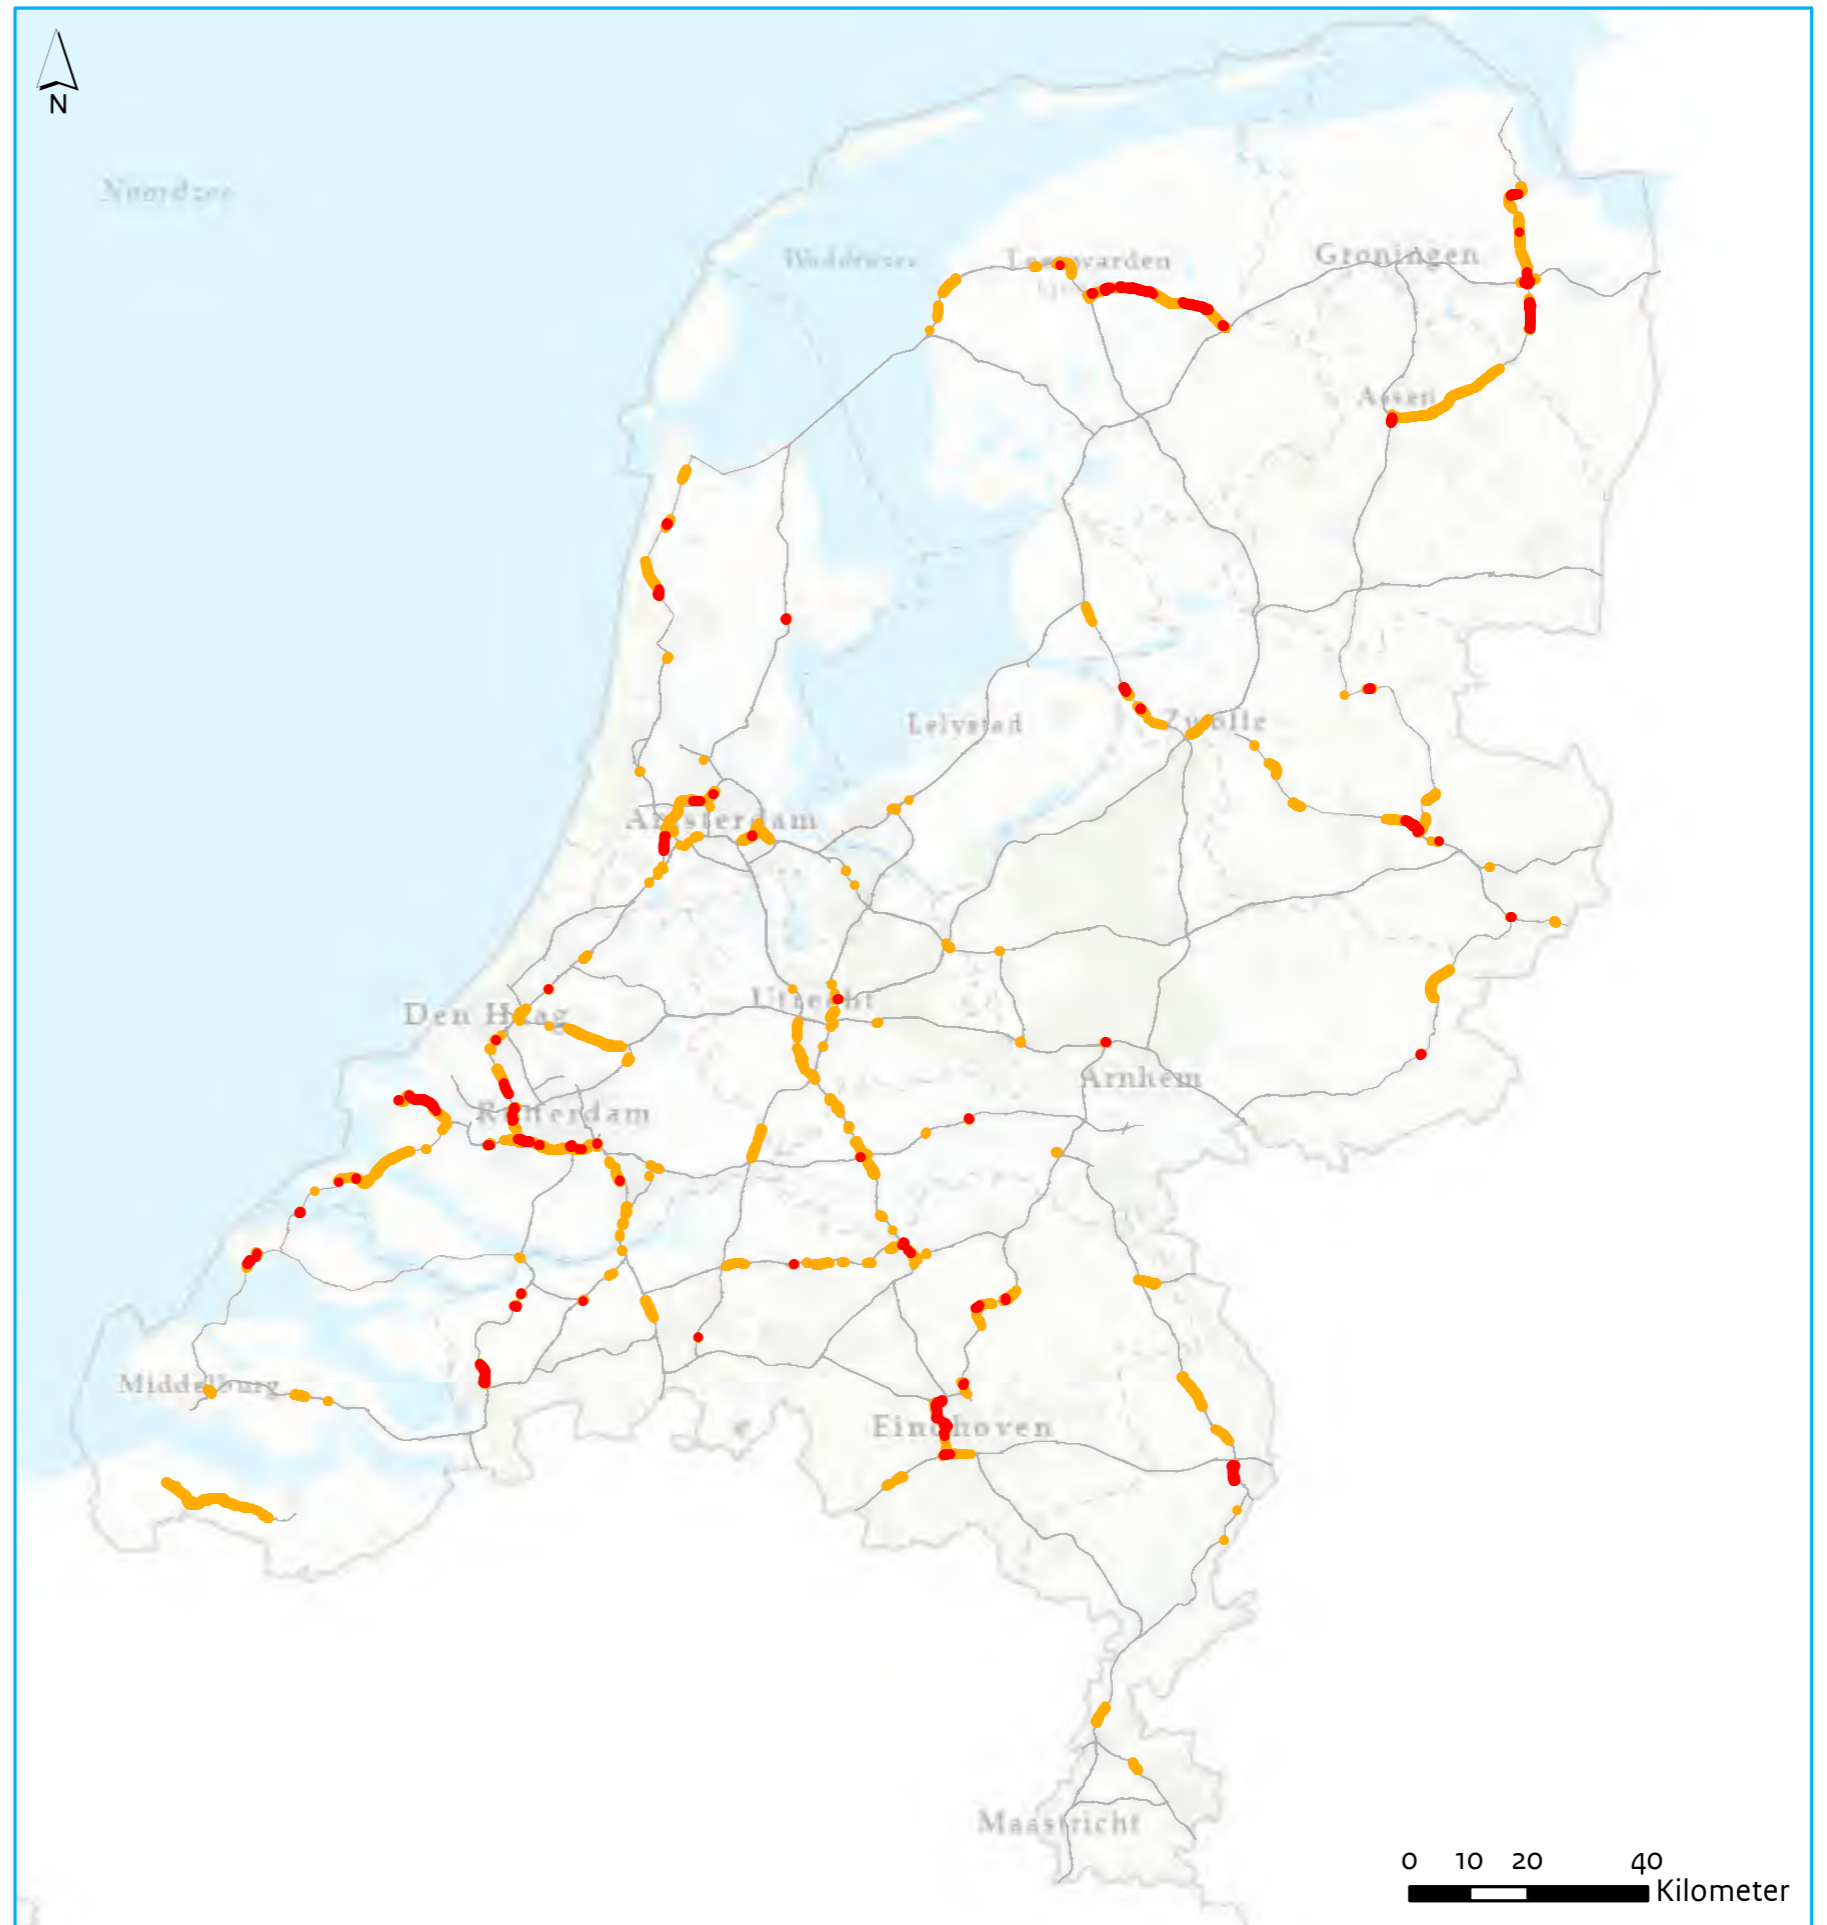 N
Noordzee
Waddenzee
Leeuwarden
Groningen
Assen
Lelystad
Zwolle
Amsterdam
Utrecht
Den Haag
Arnhem
Rotterdam
Middelburg
Eindhoven
Maastricht
0 10 20 40
Kilometer